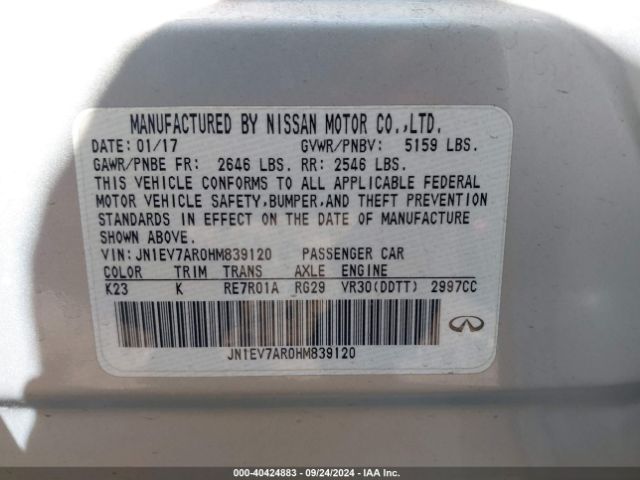 MANUFACTURED BY NISSAN MOTOR CO.,LTD.
DATE: 01/17 GVWR/PNBV: 5159 LBS.
GAWR/PNBE FR: 2646 LBS. RR: 2546 LBS.
THIS VEHICLE CONFORMS TO ALL APPLICABLE FEDERAL
MOTOR VEHICLE SAFETY,BUMPER,AND THEFT PREVENTION
STANDARDS IN EFFECT ON THE DATE OF MANUFACTURE
SHOWN ABOVE.
VIN: JN1EV7AR0HM839120 PASSENGER CAR
COLOR TRIM TRANS AXLE ENGINE
K23 K RE7R01A RG29 VR30(DDTT) 2997CC
JN1EV7AR0HM839120
000-40424883 - 09/24/2024 - IAAI.com